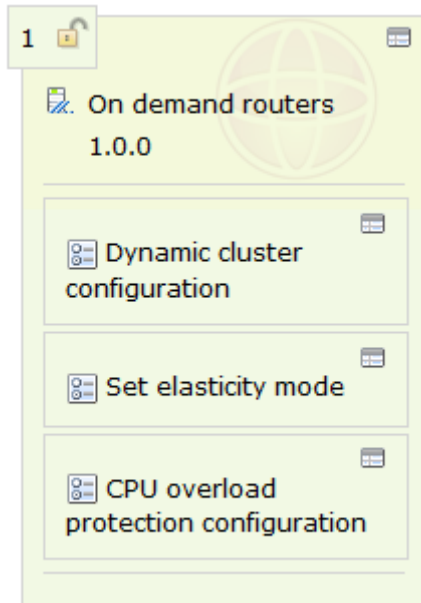 1
On demand routers
1.0.0
Dynamic cluster
configuration
Set elasticity mode
CPU overload
protection configuration